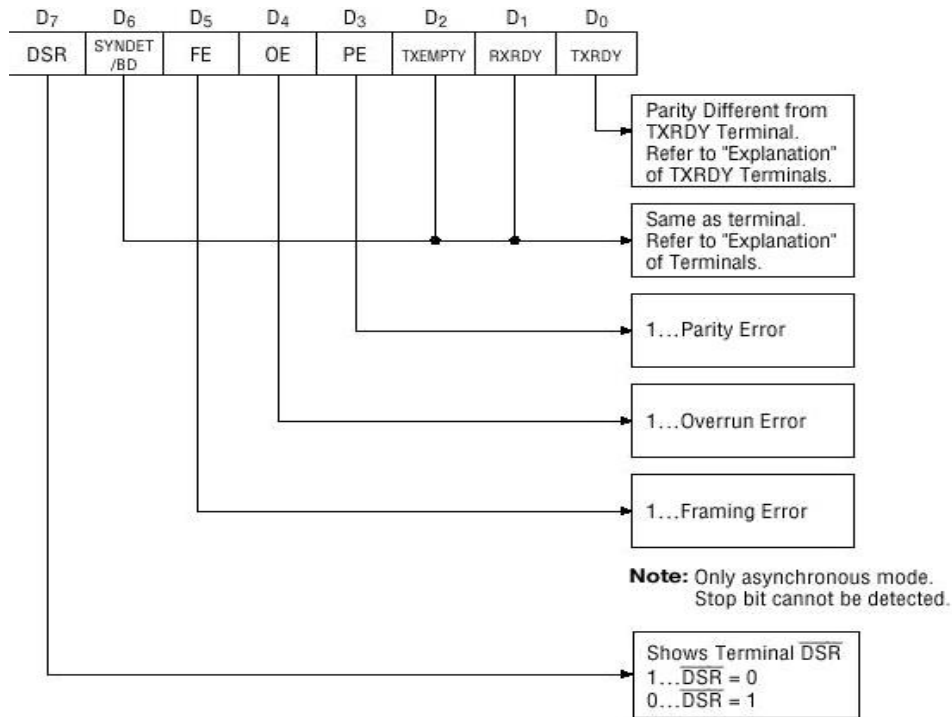 D7 D6 D5 D4 D3 D2 D1 D0
DSR SYNDET/BD FE OE PE TXEMPTY RXRDY TXRDY
Parity Different from
TXRDY Terminal.
Refer to "Explanation"
of TXRDY Terminals.
Same as terminal.
Refer to "Explanation"
of Terminals.
1...Parity Error
1...Overrun Error
1...Framing Error
Note: Only asynchronous mode.
Stop bit cannot be detected.
Shows Terminal D̅S̅R̅
1...D̅S̅R̅ = 0
0...D̅S̅R̅ = 1